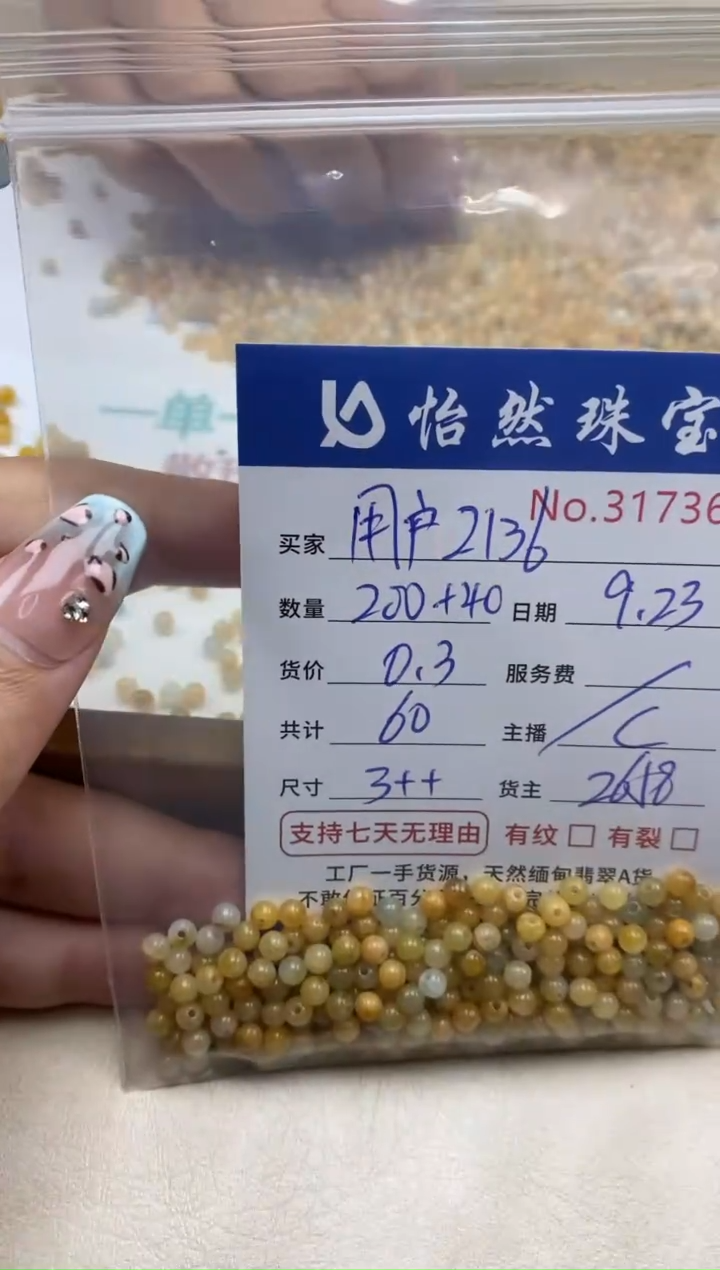 一单一
怡然珠宝
No.31736
买家 用户2136
数量 200+40 日期 9.23
货价 0.3 服务费 /
共计 60 主播 C
尺寸 3++ 货主
支持七天无理由 有纹 □ 有裂 □
工厂一手货源,天然缅甸翡翠A货